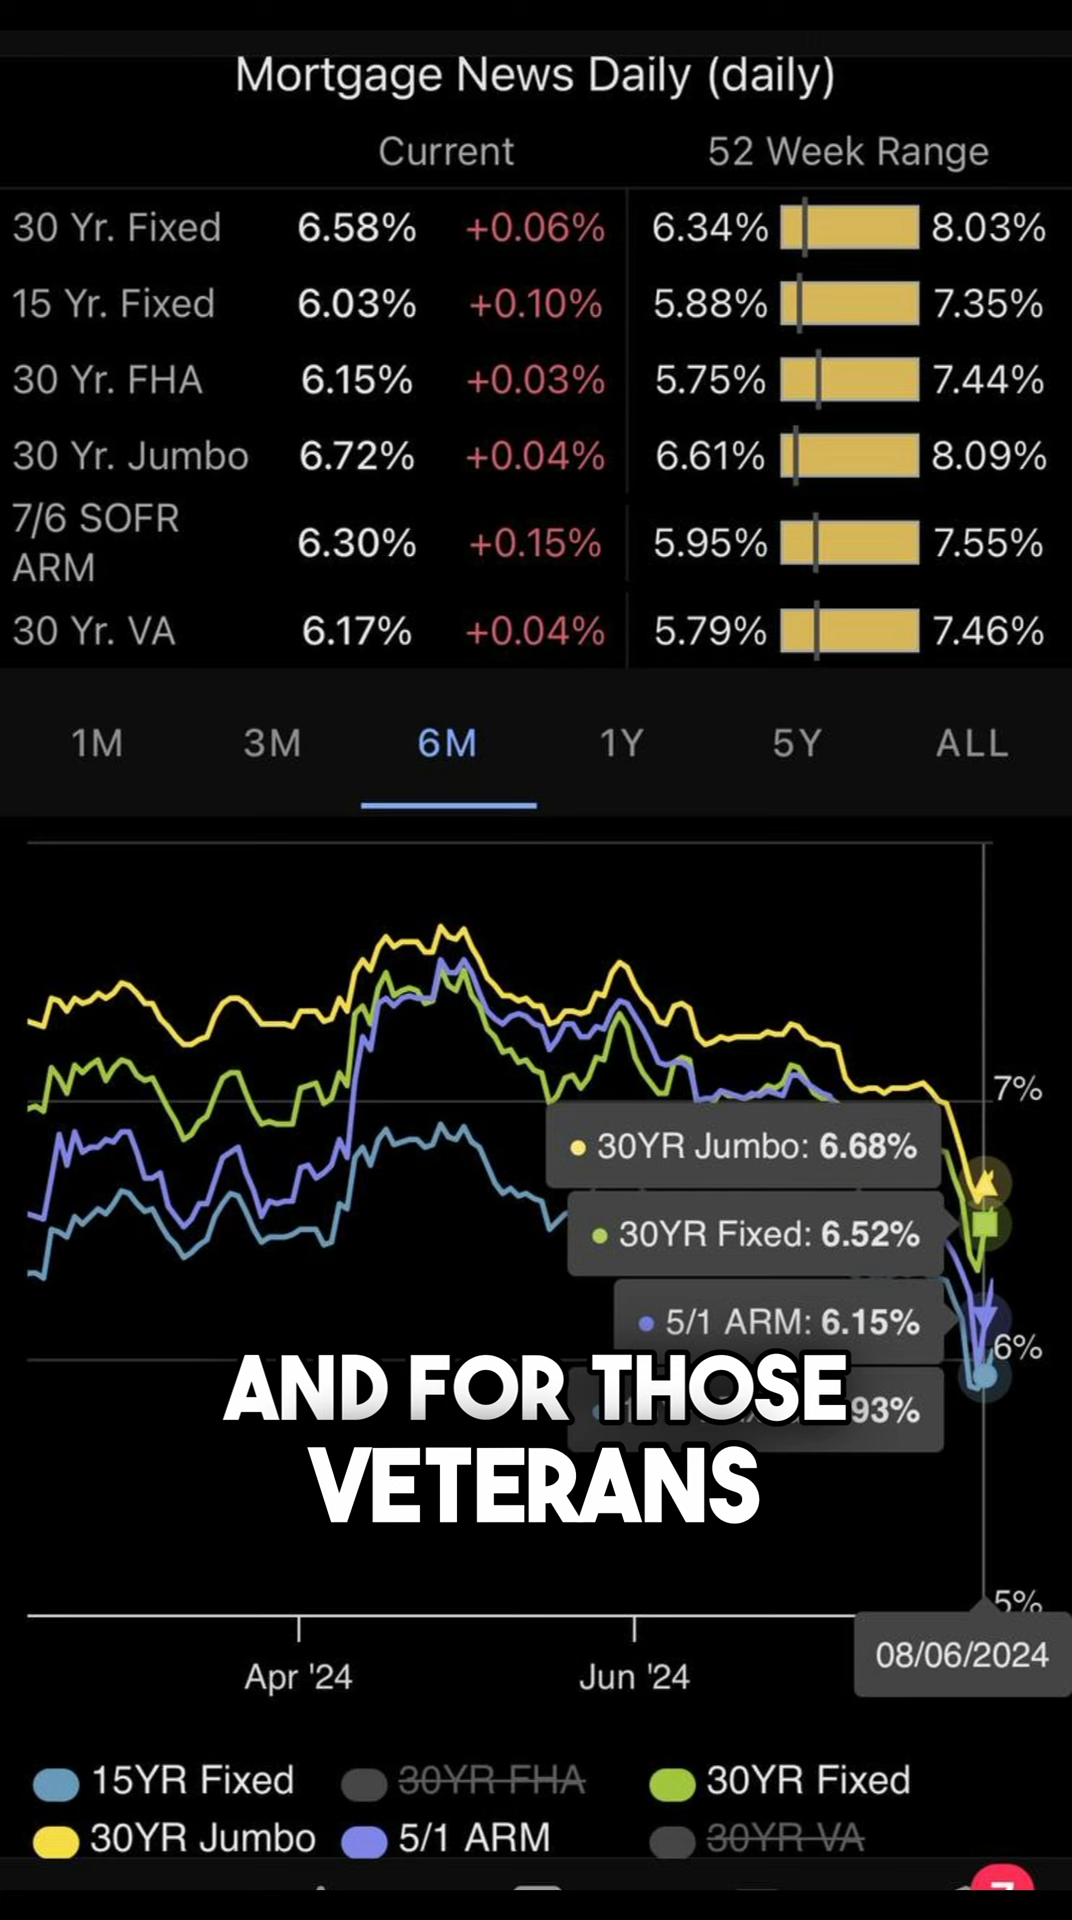 Mortgage News Daily (daily)
Current 52 Week Range
30 Yr. Fixed 6.58% +0.06% 6.34% 8.03%
15 Yr. Fixed 6.03% +0.10% 5.88% 7.35%
30 Yr. FHA 6.15% +0.03% 5.75% 7.44%
30 Yr. Jumbo 6.72% +0.04% 6.61% 8.09%
7/6 SOFR
ARM 6.30% +0.15% 5.95% 7.55%
30 Yr. VA 6.17% +0.04% 5.79% 7.46%
1M 3M 6M 1Y 5Y ALL
7%
30YR Jumbo: 6.68%
30YR Fixed: 6.52%
5/1 ARM: 6.15%
6%
93%
AND FOR THOSE
VETERANS
5%
08/06/2024
Apr '24 Jun '24
15YR Fixed 30YR FHA 30YR Fixed
30YR Jumbo 5/1 ARM 30YR VA